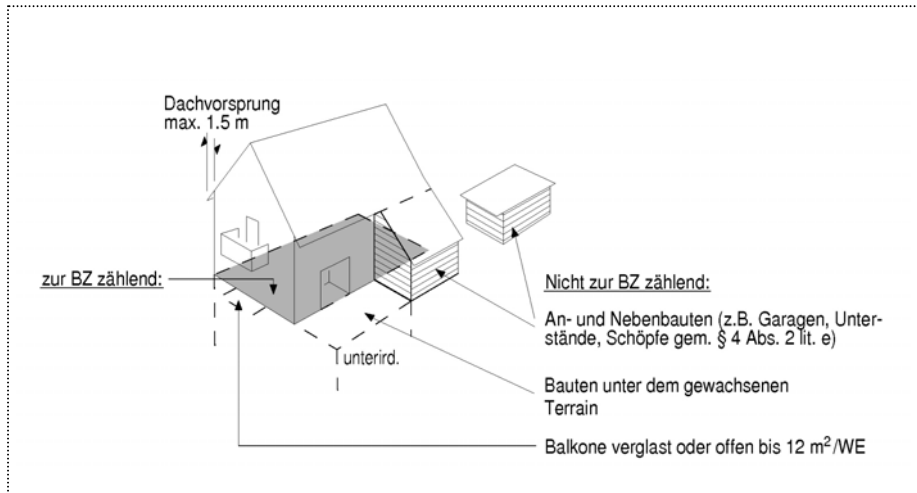 Dachvorsprung
max. 1.5 m
zur BZ zählend:
Nicht zur BZ zählend:
An- und Nebenbauten (z.B. Garagen, Unter-
stände, Schöpfe gem. § 4 Abs. 2 lit. e)
unterird.
Bauten unter dem gewachsenen
Terrain
Balkone verglast oder offen bis 12 m²/WE